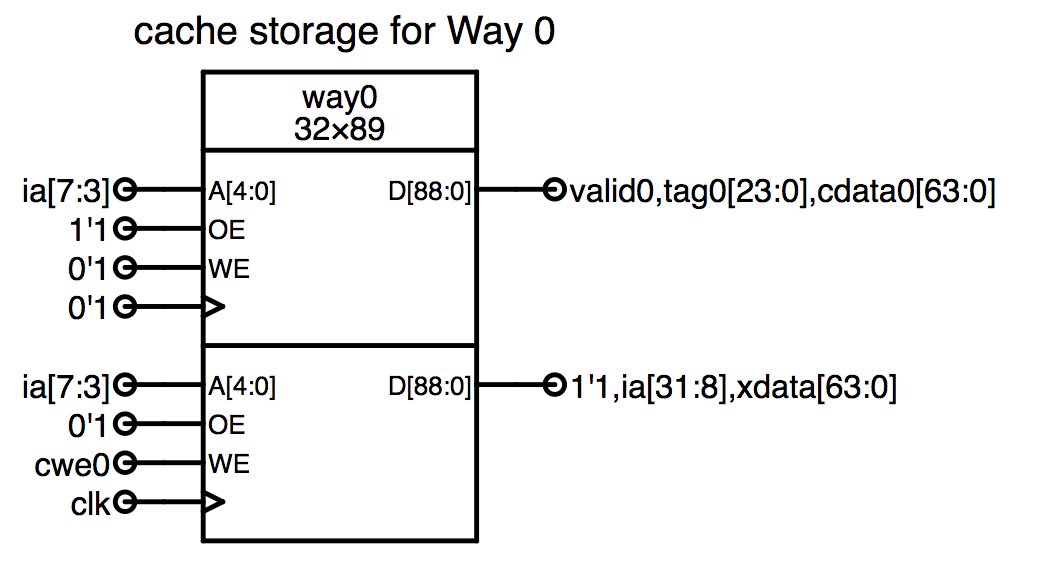 cache storage for Way 0
way0
32×89
ia[7:3] A[4:0] D[88:0] valid0,tag0[23:0],cdata0[63:0]
1'1 OE
0'1 WE
0'1
ia[7:3] A[4:0] D[88:0] 1'1,ia[31:8],xdata[63:0]
0'1 OE
cwe0 WE
clk